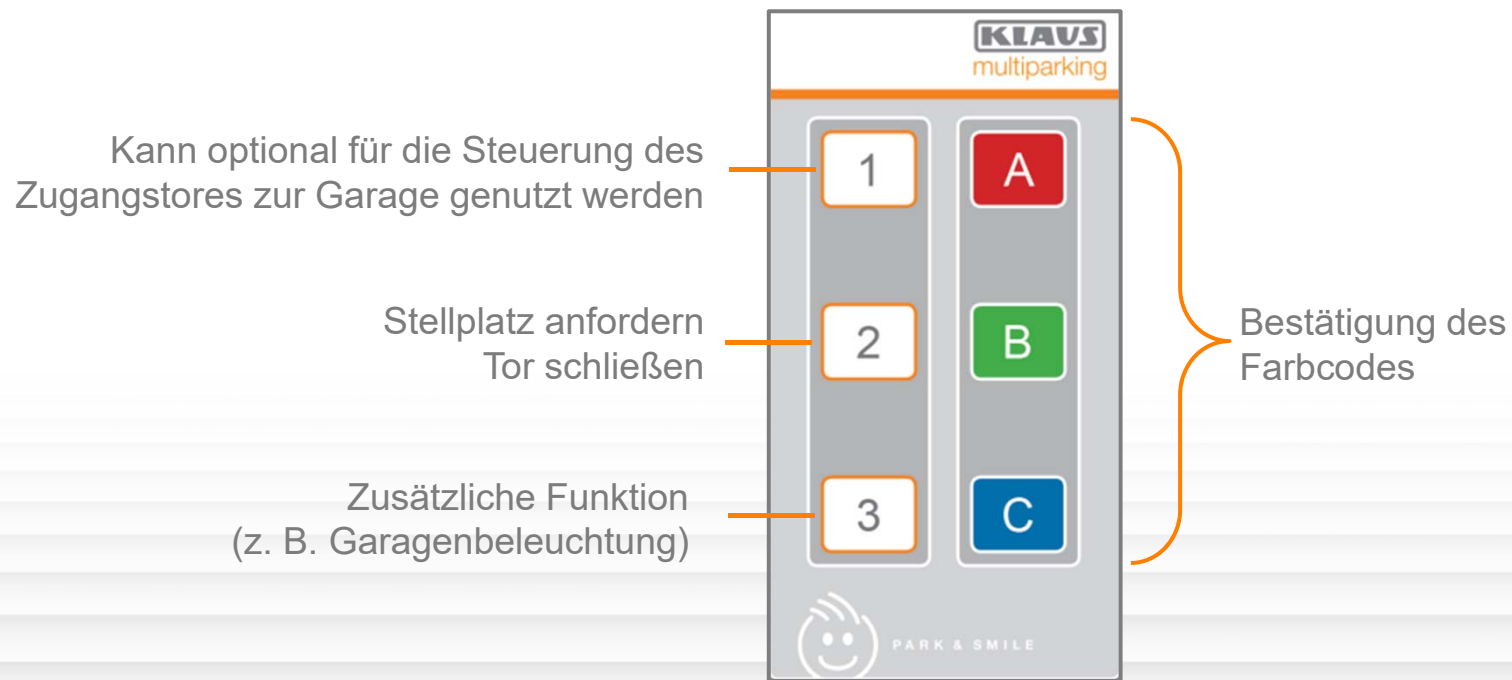 KLAUS
multiparking
Kann optional für die Steuerung des
Zugangstores zur Garage genutzt werden
1
A
Stellplatz anfordern
Tor schließen
2
B
Bestätigung des
Farbcodes
Zusätzliche Funktion
(z. B. Garagenbeleuchtung)
3
C
PARK & SMILE